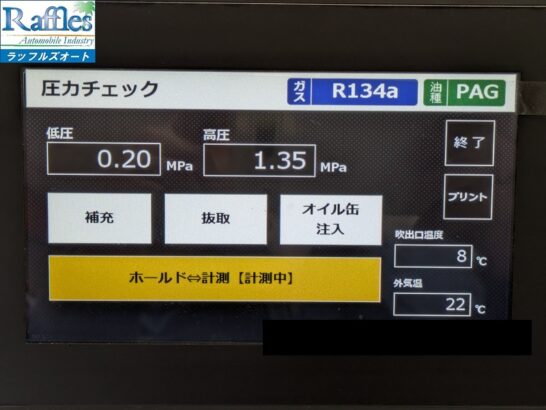 Raffles
Automobile Industry
ラッフルズオート
圧力チェック
ガス R134a
油種 PAG
低圧
0.20 MPa
高圧
1.35 MPa
終了
プリント
補充
抜取
オイル缶
注入
吹出口温度
8 ℃
ホールド⇔計測【計測中】
外気温
22 ℃